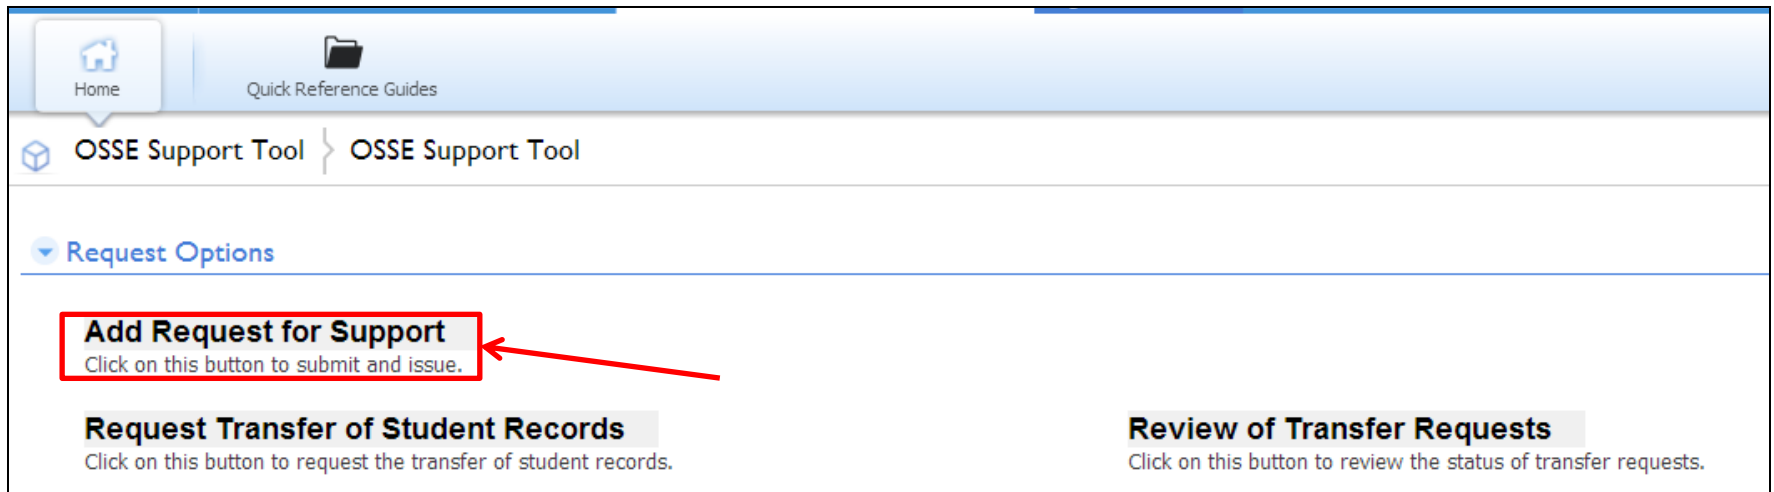 Home
Quick Reference Guides
OSSE Support Tool
OSSE Support Tool
Request Options
Add Request for Support
Click on this button to submit and issue.
Request Transfer of Student Records
Click on this button to request the transfer of student records.
Review of Transfer Requests
Click on this button to review the status of transfer requests.